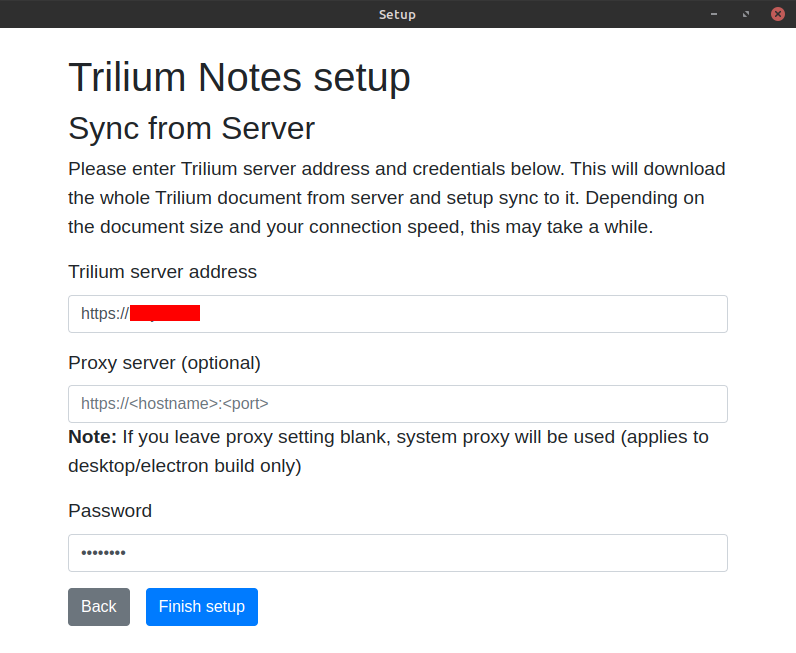 Setup
Trilium Notes setup
Sync from Server
Please enter Trilium server address and credentials below. This will download
the whole Trilium document from server and setup sync to it. Depending on
the document size and your connection speed, this may take a while.
Trilium server address
https://
Proxy server (optional)
https://<hostname>:<port>
Note: If you leave proxy setting blank, system proxy will be used (applies to
desktop/electron build only)
Password
••••••••
Back
Finish setup